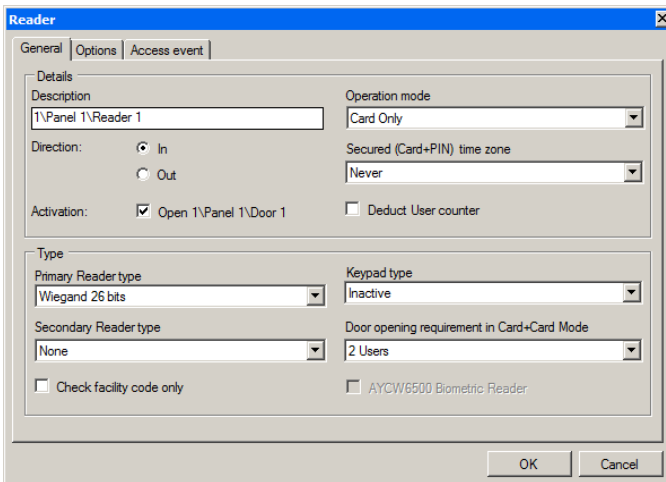 Reader
General Options Access event
Details
Description
1\Panel 1\Reader 1
Operation mode
Card Only
Direction:
In
Out
Secured (Card+PIN) time zone
Never
Activation:
Open 1\Panel 1\Door 1
Deduct User counter
Type
Primary Reader type
Wiegand 26 bits
Keypad type
Inactive
Secondary Reader type
None
Door opening requirement in Card+Card Mode
2 Users
Check facility code only
AYCW6500 Biometric Reader
OK
Cancel